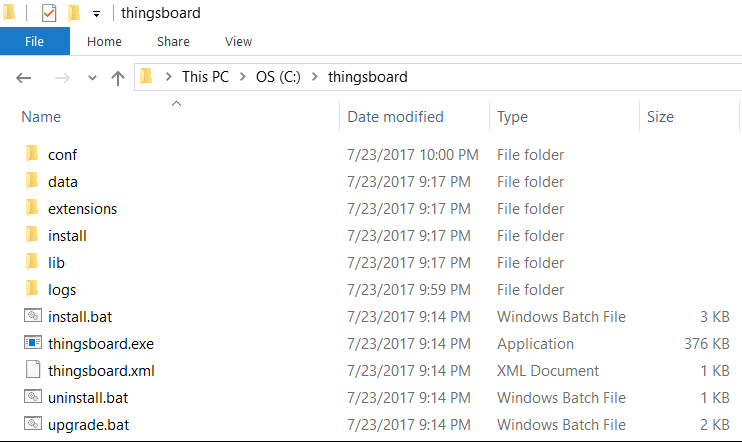 thingsboard
File Home Share View
This PC OS (C:) thingsboard
Name Date modified Type Size
conf 7/23/2017 10:00 PM File folder
data 7/23/2017 9:17 PM File folder
extensions 7/23/2017 9:17 PM File folder
install 7/23/2017 9:17 PM File folder
lib 7/23/2017 9:17 PM File folder
logs 7/23/2017 9:59 PM File folder
install.bat 7/23/2017 9:14 PM Windows Batch File 3 KB
thingsboard.exe 7/23/2017 9:14 PM Application 376 KB
thingsboard.xml 7/23/2017 9:14 PM XML Document 1 KB
uninstall.bat 7/23/2017 9:14 PM Windows Batch File 1 KB
upgrade.bat 7/23/2017 9:14 PM Windows Batch File 2 KB